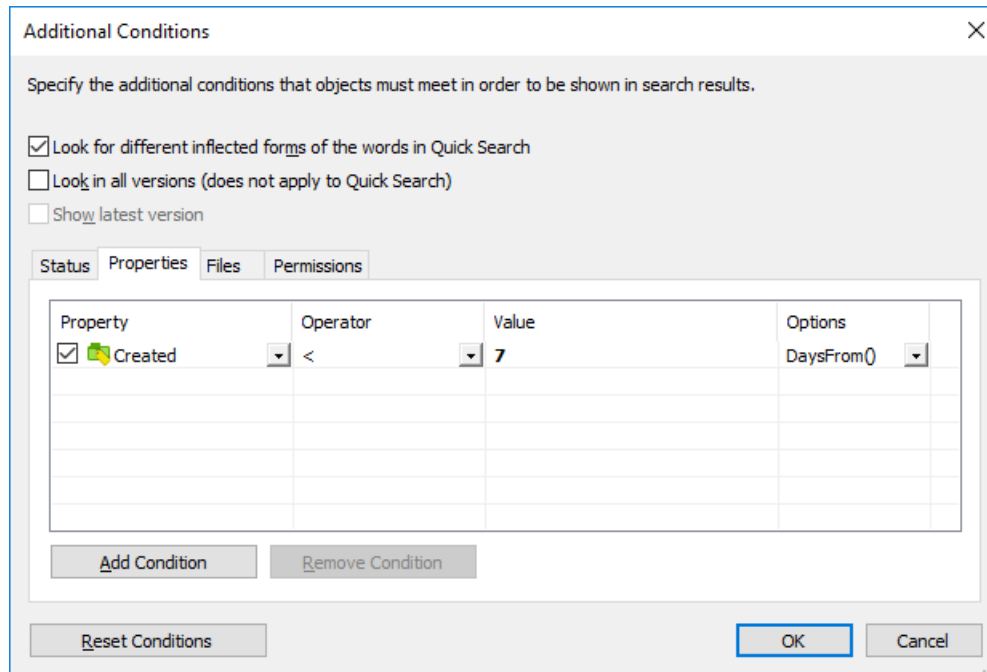 Additional Conditions
Specify the additional conditions that objects must meet in order to be shown in search results.
Look for different inflected forms of the words in Quick Search
Look in all versions (does not apply to Quick Search)
Show latest version
Status Properties Files Permissions
Property Operator Value Options
Created < 7 DaysFrom()
Add Condition Remove Condition
Reset Conditions OK Cancel